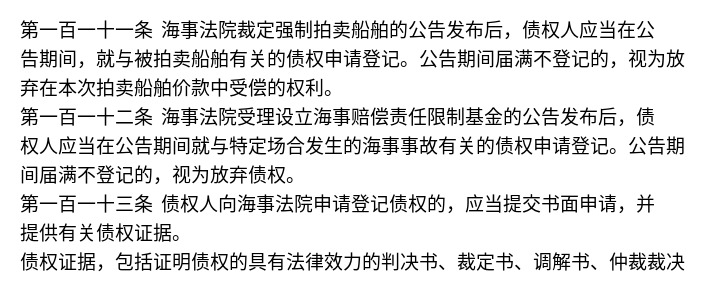 第一百一十一条 海事法院裁定强制拍卖船舶的公告发布后，债权人应当在公
告期间，就与被拍卖船舶有关的债权申请登记。公告期间届满不登记的，视为放
弃在本次拍卖船舶价款中受偿的权利。
第一百一十二条 海事法院受理设立海事赔偿责任限制基金的公告发布后，债
权人应当在公告期间就与特定场合发生的海事事故有关的债权申请登记。公告期
间届满不登记的，视为放弃债权。
第一百一十三条 债权人向海事法院申请登记债权的，应当提交书面申请，并
提供有关债权证据。
债权证据，包括证明债权的具有法律效力的判决书、裁定书、调解书、仲裁裁决